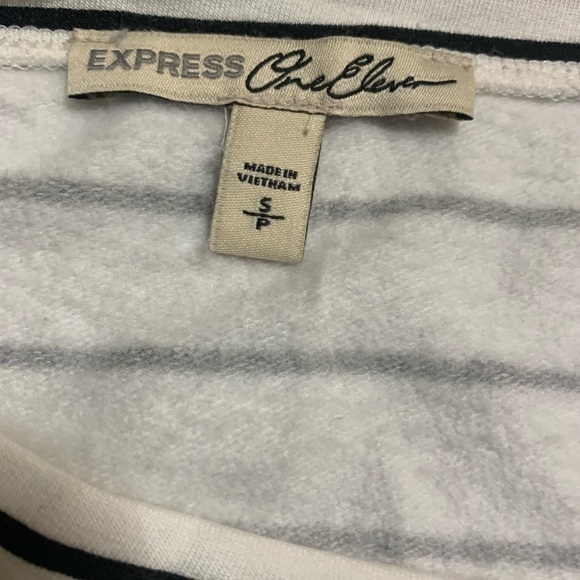 EXPRESS One Eleven
MADE IN
VIETNAM
S
P